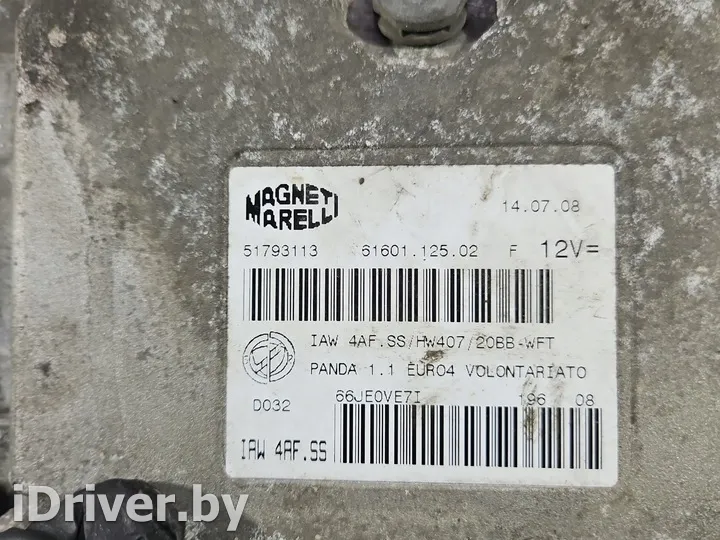 MAGNETI MARELLI
14.07.08
51793113 61601.125.02 F 12V=
IAW 4AF.SS/HW407/20BB-WFT
PANDA 1.1 EURO4 VOLONTARIATO
D032 66JE0VE7I 196 08
IAW 4AF.SS
iDriver.by